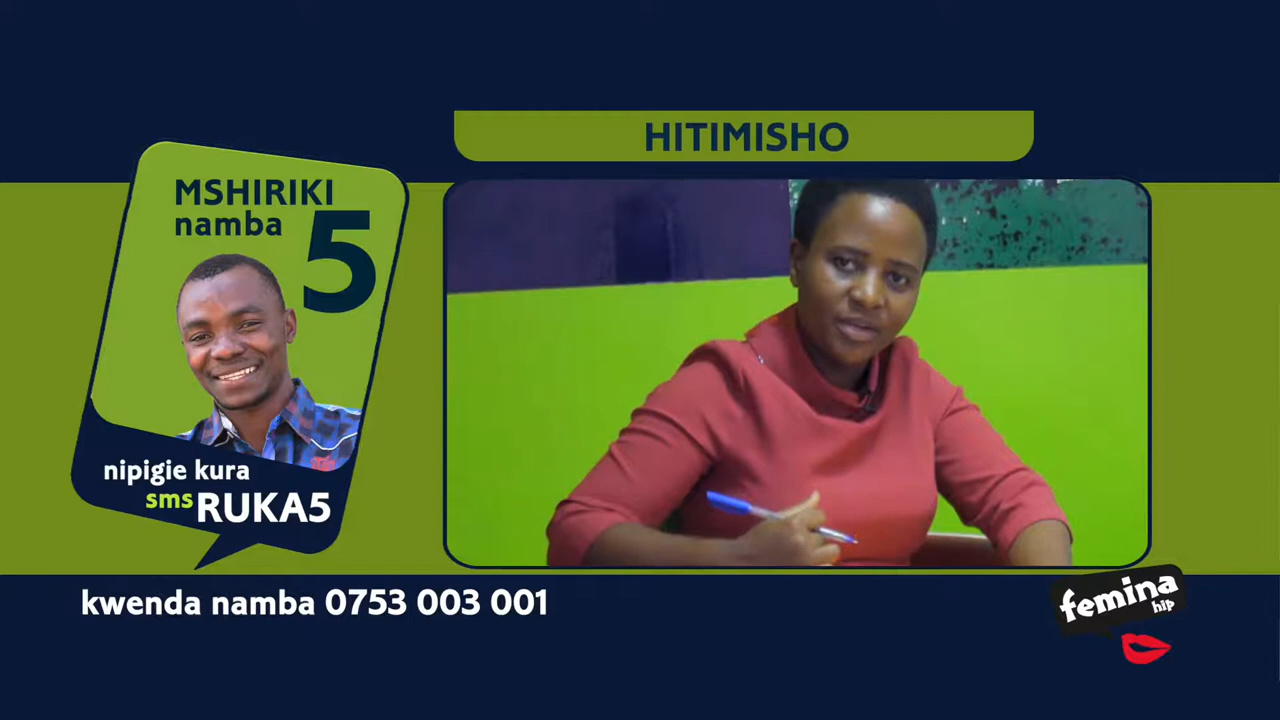 HITIMISHO
MSHIRIKI
namba 5
nipigie kura
sms RUKA5
kwenda namba 0753 003 001
femina
hip